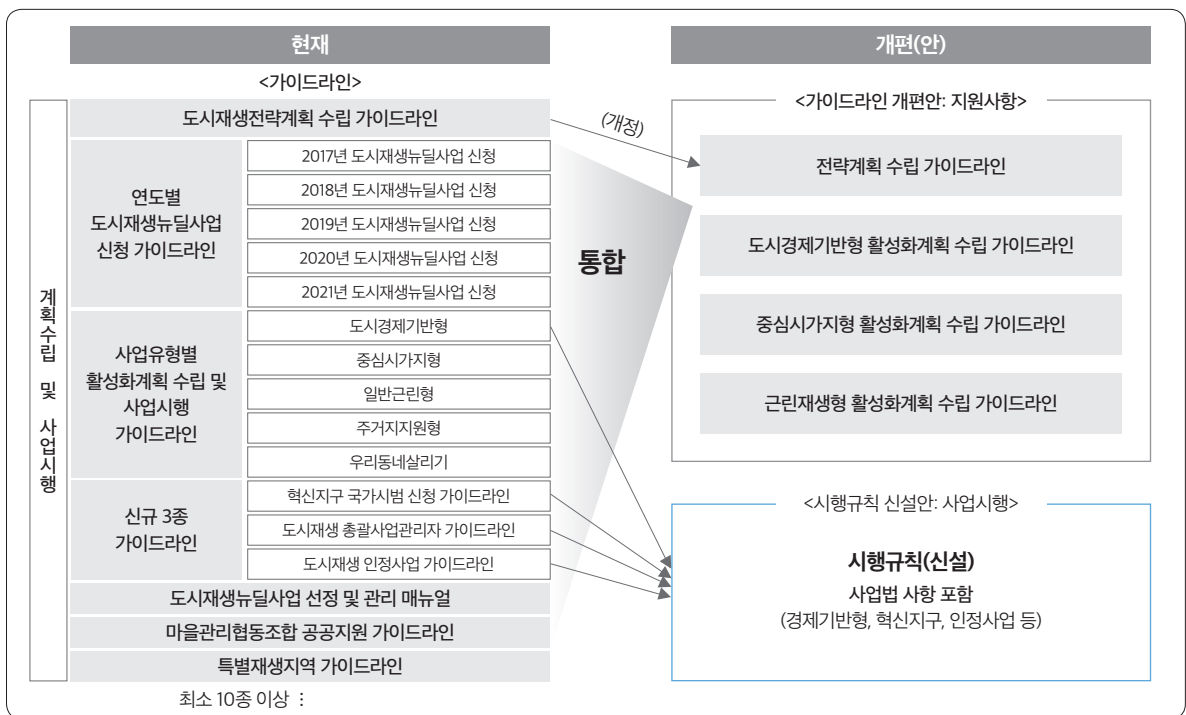 현재
<가이드라인>
계획수립 및 사업시행
도시재생전략계획 수립 가이드라인
연도별
도시재생뉴딜사업
신청 가이드라인
2017년 도시재생뉴딜사업 신청
2018년 도시재생뉴딜사업 신청
2019년 도시재생뉴딜사업 신청
2020년 도시재생뉴딜사업 신청
2021년 도시재생뉴딜사업 신청
사업유형별
활성화계획 수립 및
사업시행
가이드라인
도시경제기반형
중심시가지형
일반근린형
주거지지원형
우리동네살리기
신규 3종
가이드라인
혁신지구 국가시범 신청 가이드라인
도시재생 총괄사업관리자 가이드라인
도시재생 인정사업 가이드라인
도시재생뉴딜사업 선정 및 관리 매뉴얼
마을관리협동조합 공공지원 가이드라인
특별재생지역 가이드라인
최소 10종 이상 ⋮
(개정)
통합
개편(안)
<가이드라인 개편안: 지원사항>
전략계획 수립 가이드라인
도시경제기반형 활성화계획 수립 가이드라인
중심시가지형 활성화계획 수립 가이드라인
근린재생형 활성화계획 수립 가이드라인
<시행규칙 신설안: 사업시행>
시행규칙(신설)
사업법 사항 포함
(경제기반형, 혁신지구, 인정사업 등)